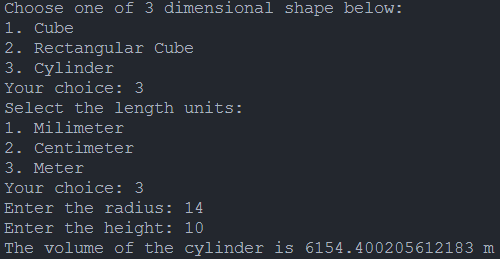 Choose one of 3 dimensional shape below:
1. Cube
2. Rectangular Cube
3. Cylinder
Your choice: 3
Select the length units:
1. Milimeter
2. Centimeter
3. Meter
Your choice: 3
Enter the radius: 14
Enter the height: 10
The volume of the cylinder is 6154.400205612183 m